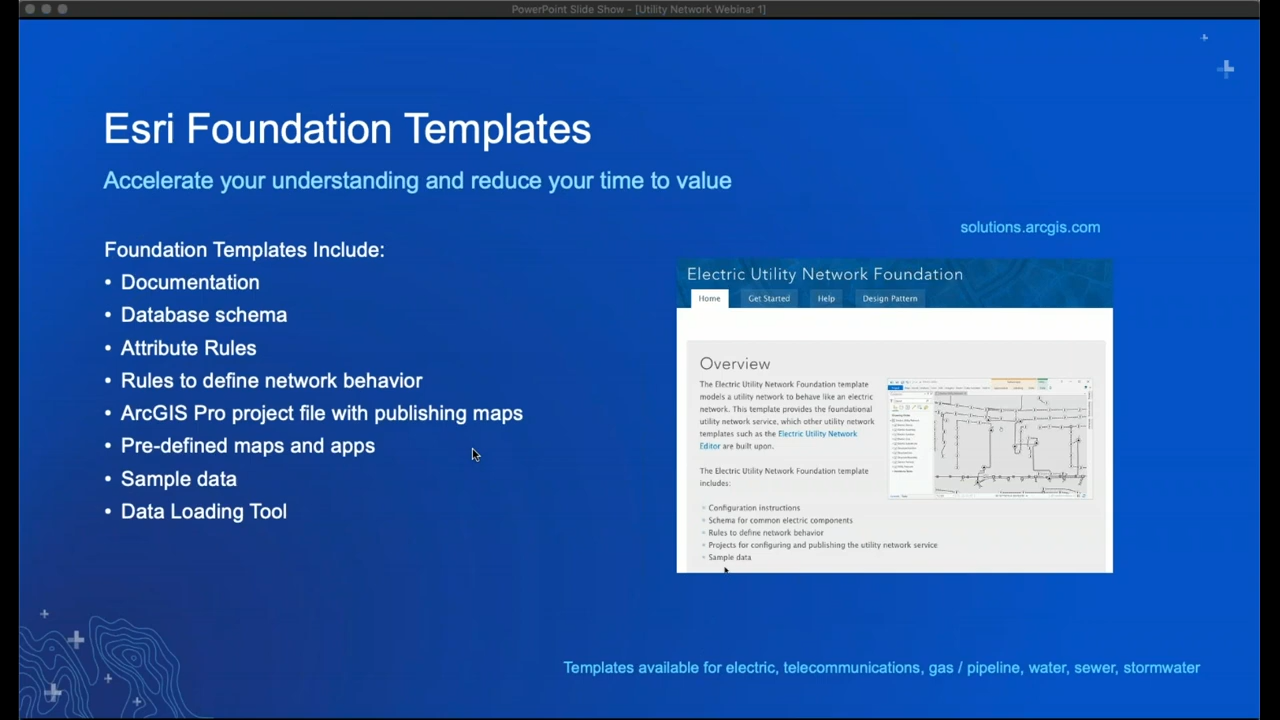 PowerPoint Slide Show - [Utility Network Webinar 1]
Esri Foundation Templates
Accelerate your understanding and reduce your time to value
Foundation Templates Include:
• Documentation
• Database schema
• Attribute Rules
• Rules to define network behavior
• ArcGIS Pro project file with publishing maps
• Pre-defined maps and apps
• Sample data
• Data Loading Tool
solutions.arcgis.com
Electric Utility Network Foundation
Home Get Started Help Design Pattern
Overview
The Electric Utility Network Foundation template
models a utility network to behave like an electric
network. This template provides the foundational
utility network service, which other utility network
templates such as the Electric Utility Network
Editor are built upon.
The Electric Utility Network Foundation template
includes:
Configuration instructions
Schema for common electric components
Rules to define network behavior
Projects for configuring and publishing the utility network service
Sample data
Templates available for electric, telecommunications, gas / pipeline, water, sewer, stormwater